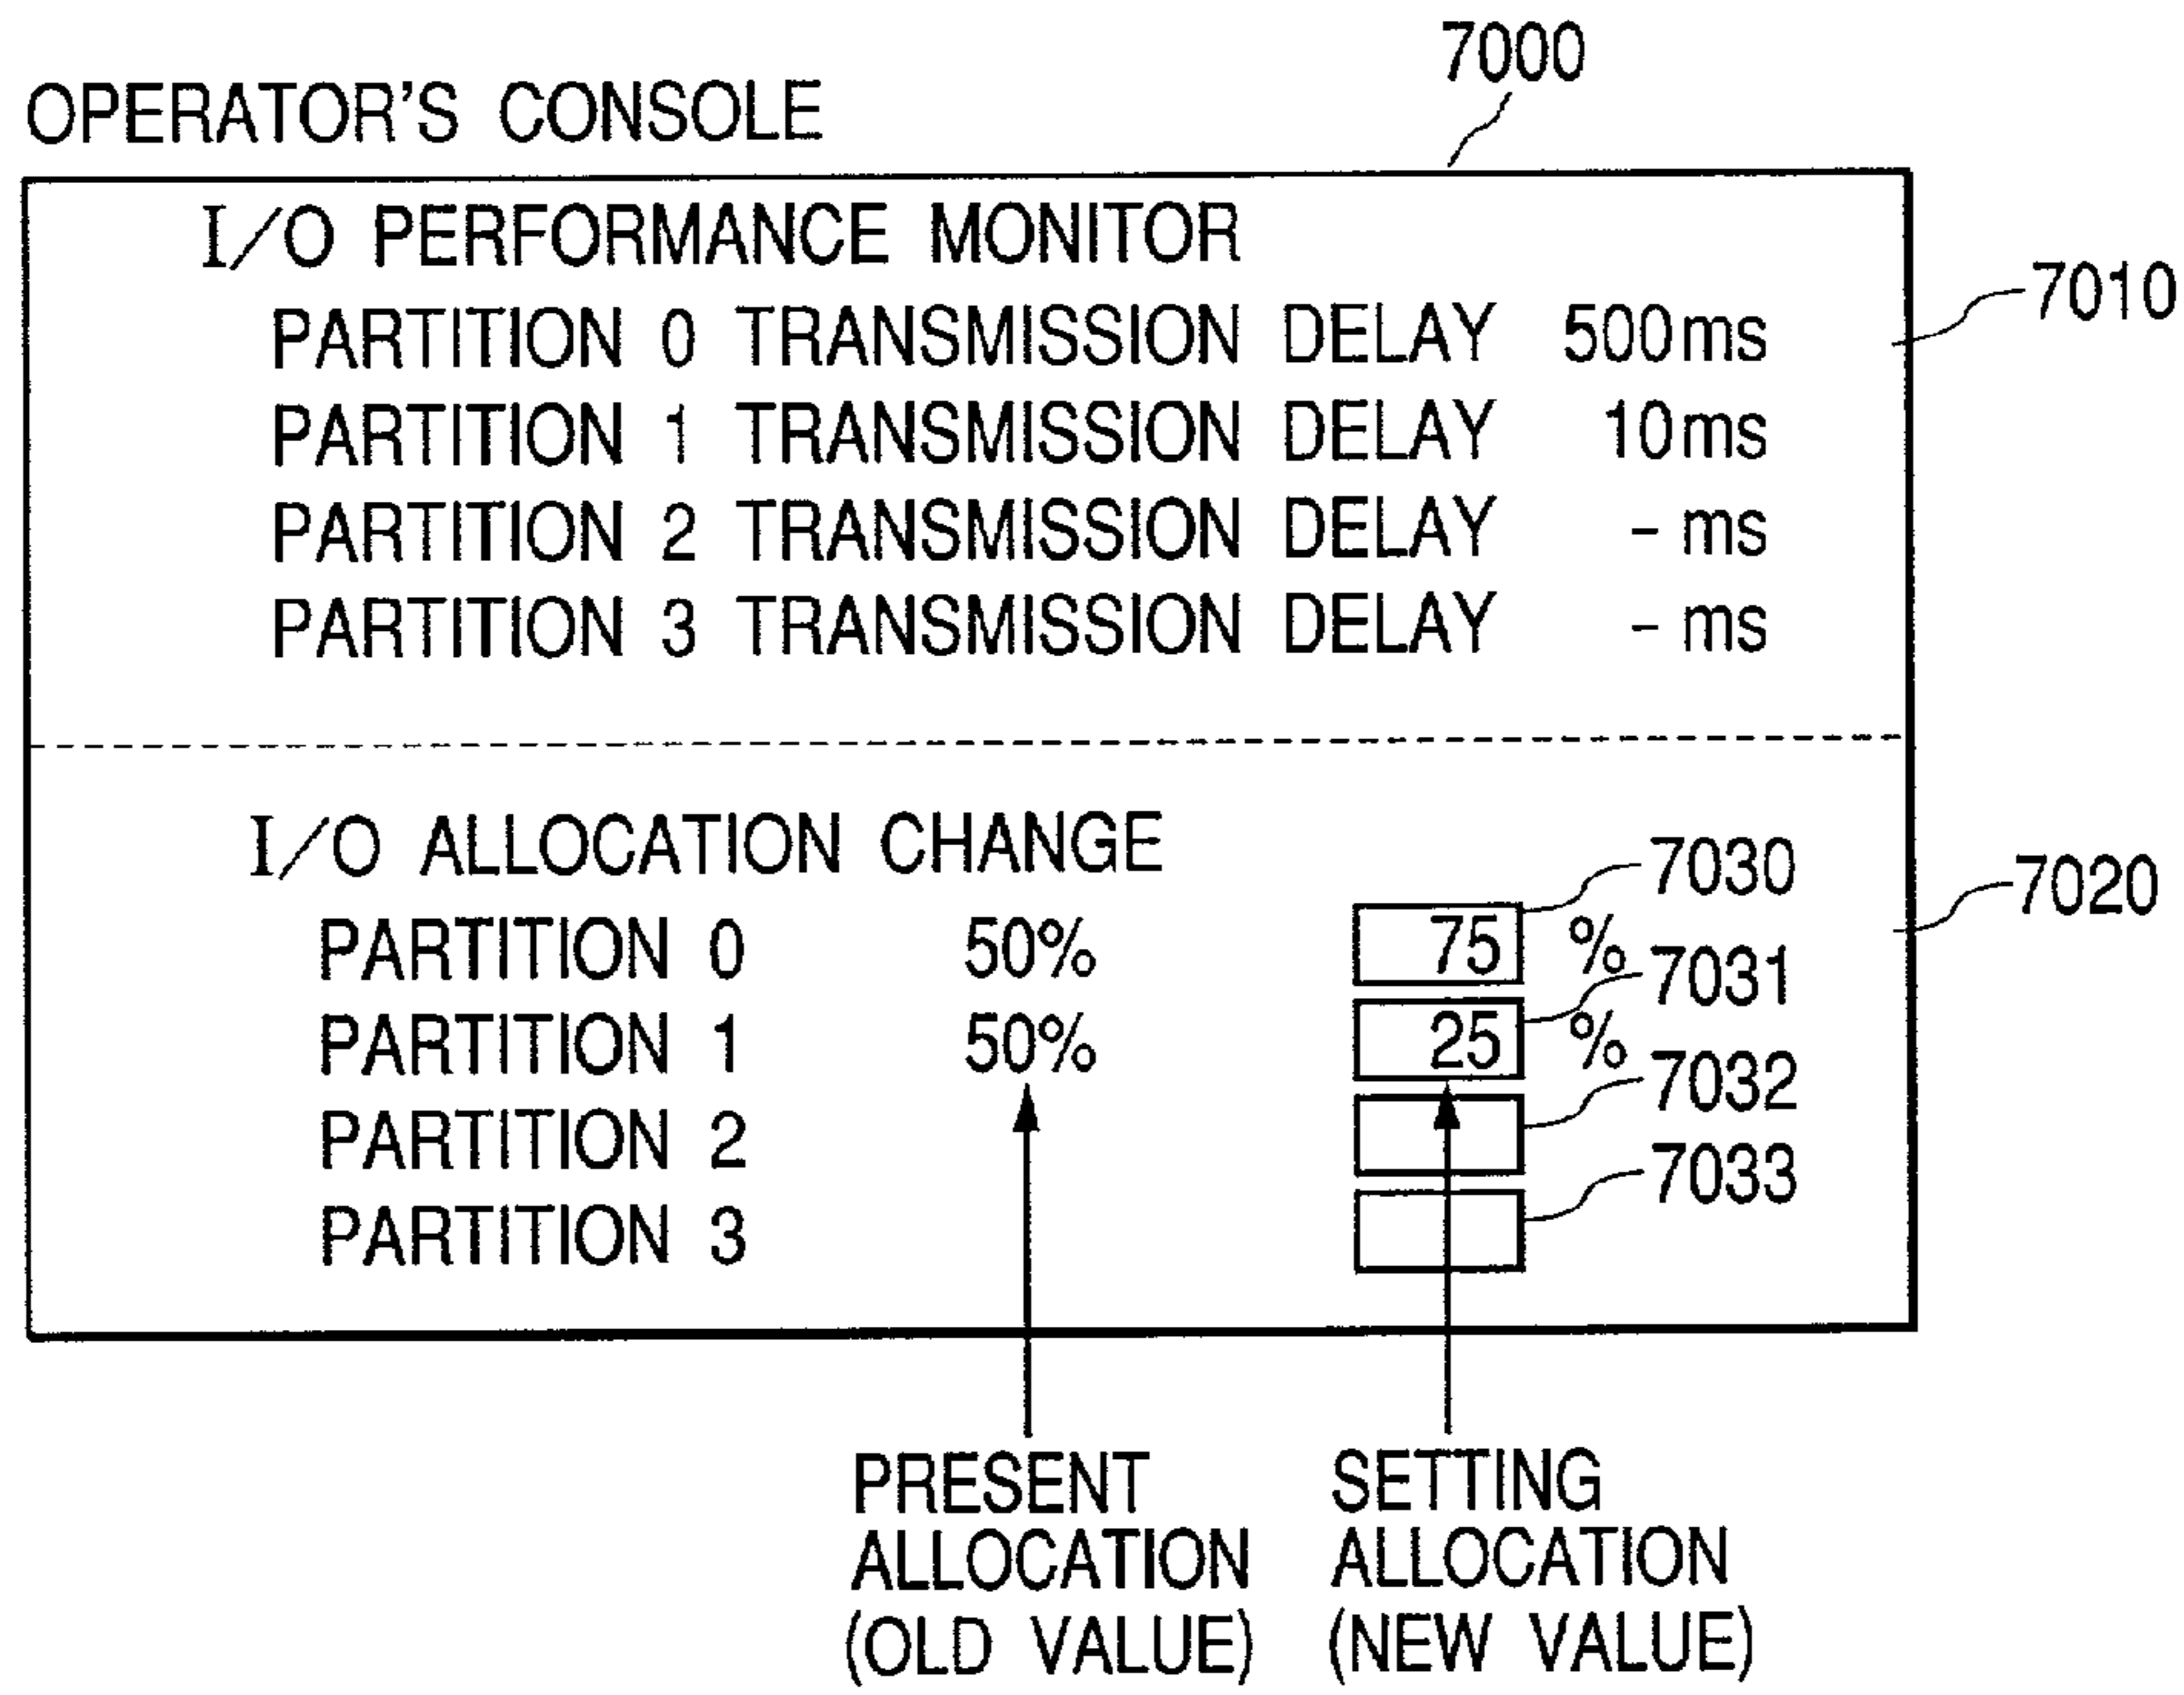 7000
OPERATOR'S CONSOLE
I/O PERFORMANCE MONITOR
7010
PARTITION 0 TRANSMISSION DELAY 500ms
PARTITION 1 TRANSMISSION DELAY 10ms
PARTITION 2 TRANSMISSION DELAY - ms
PARTITION 3 TRANSMISSION DELAY - ms
I/O ALLOCATION CHANGE
7030
7020
PARTITION 0 50% 75 %
7031
PARTITION 1 50% 25 %
7032
PARTITION 2
7033
PARTITION 3
PRESENT ALLOCATION (OLD VALUE)
SETTING ALLOCATION (NEW VALUE)